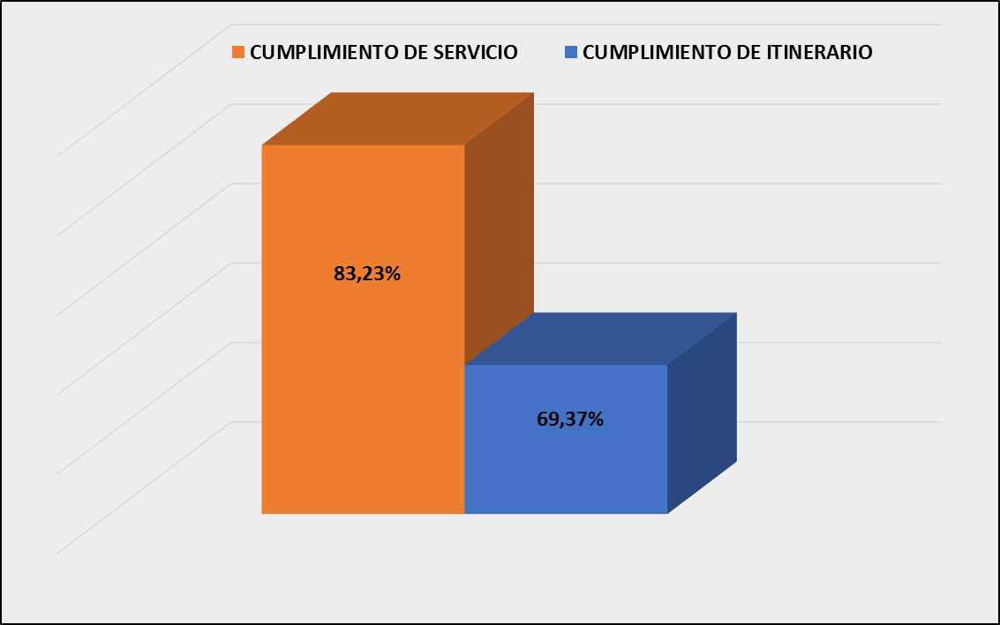 CUMPLIMIENTO DE SERVICIO CUMPLIMIENTO DE ITINERARIO
83,23%
69,37%